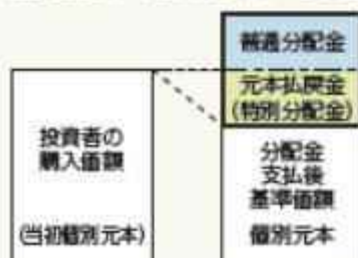 普通分配金
元本払戻金
(特別分配金)
投資者の
購入価額
(当初個別元本)
分配金
支払後
基準価額
個別元本